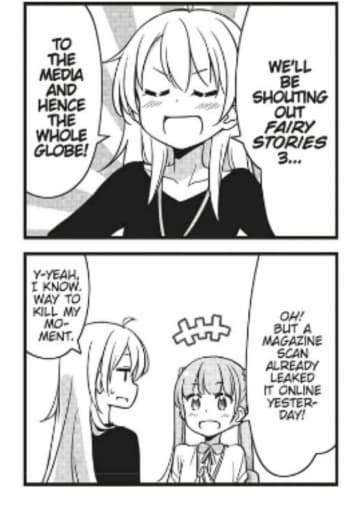 WE'LL
BE
SHOUTING
OUT
FAIRY
STORIES
3...
TO
THE
MEDIA
AND
HENCE
THE
WHOLE
GLOBE!
OH!
BUT A
MAGAZINE
SCAN
ALREADY
LEAKED
IT ONLINE
YESTER-
DAY!
Y-YEAH,
I KNOW.
WAY TO
KILL MY
MO-
MENT.